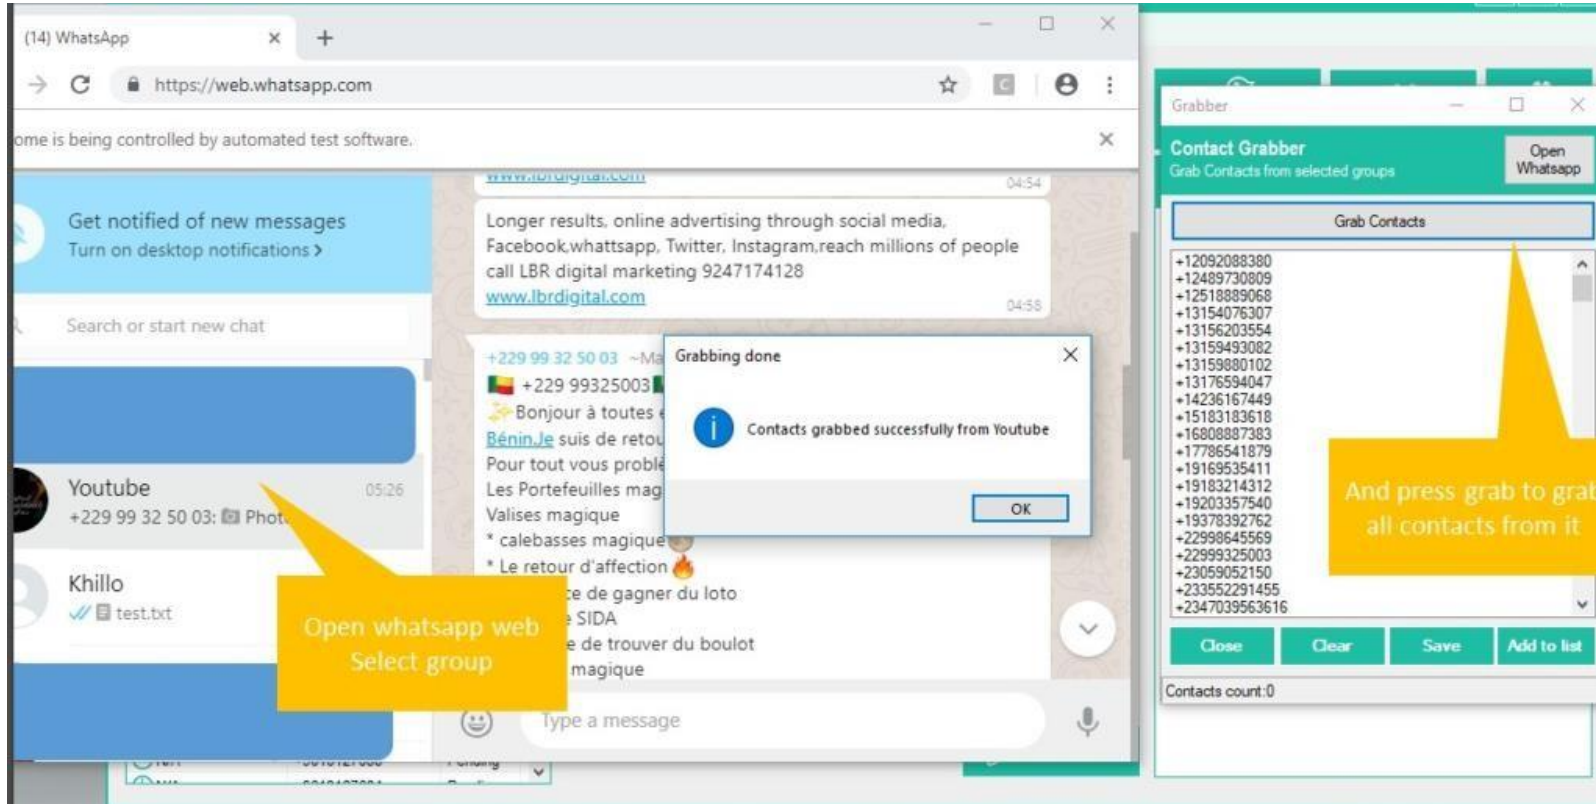 (14) WhatsApp
https://web.whatsapp.com
ome is being controlled by automated test software.
Get notified of new messages
Turn on desktop notifications >
Search or start new chat
Youtube
05:26
+229 99 32 50 03:
Khillo
test.txt
Open whatsapp web
Select group
www.lbrdigital.com
04:54
Longer results, online advertising through social media,
Facebook,whattsapp, Twitter, Instagram,reach millions of people
call LBR digital marketing 9247174128
www.lbrdigital.com
04:58
+229 99 32 50 03 ~Ma
+229 99325003
Bonjour à toutes e
Bénin.Je suis de retou
Pour tout vous problè
Les Portefeuilles mag
Valises magique
* calebasses magique
* Le retour d'affection
ce de gagner du loto
SIDA
e de trouver du boulot
magique
Type a message
Grabbing done
Contacts grabbed successfully from Youtube
OK
Grabber
Contact Grabber
Grab Contacts from selected groups
Open
Whatsapp
Grab Contacts
+12092088380
+12489730809
+12518889068
+13154076307
+13156203554
+13159493082
+13159880102
+13176594047
+14236167449
+15183183618
+16808887383
+17786541879
+19169535411
+19183214312
+19203357540
+19378392762
+22998645569
+22999325003
+23059052150
+233552291455
+2347039563616
And press grab to grab
all contacts from it
Close Clear Save Add to list
Contacts count:0